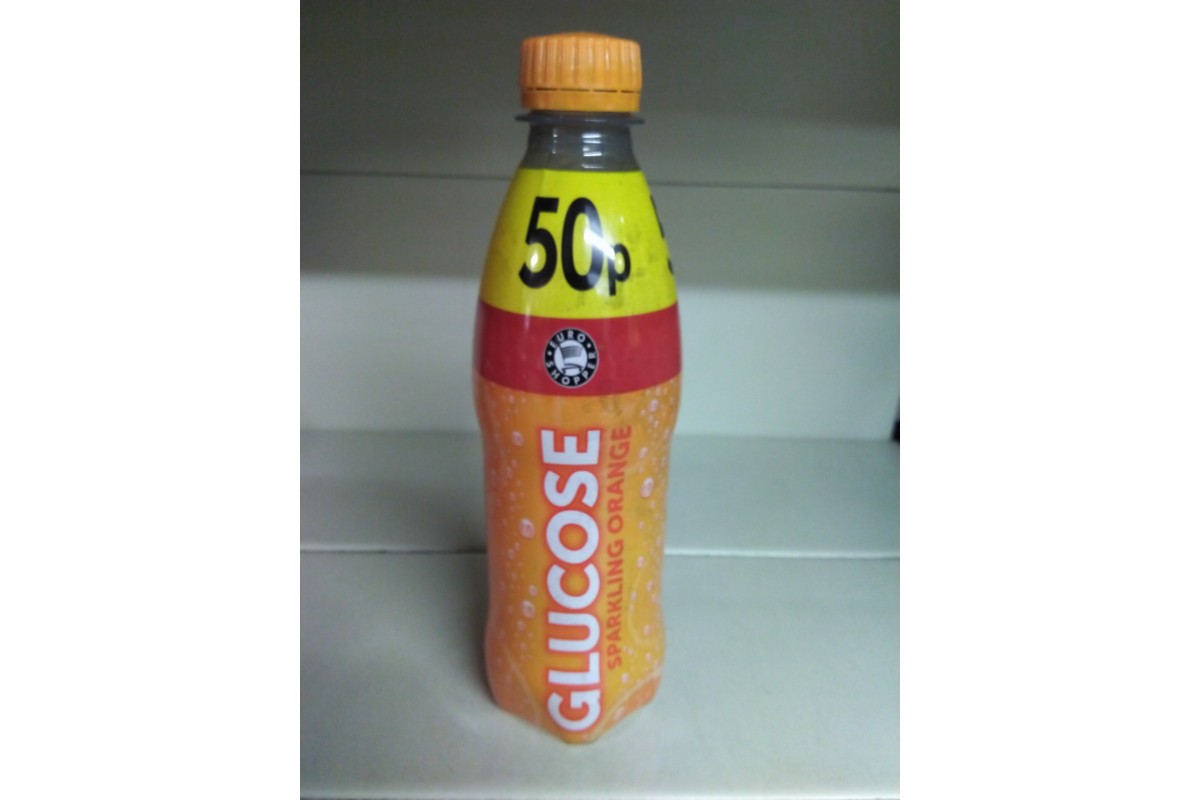 50p
EURO
SHOPPER
GLUCOSE
SPARKLING ORANGE